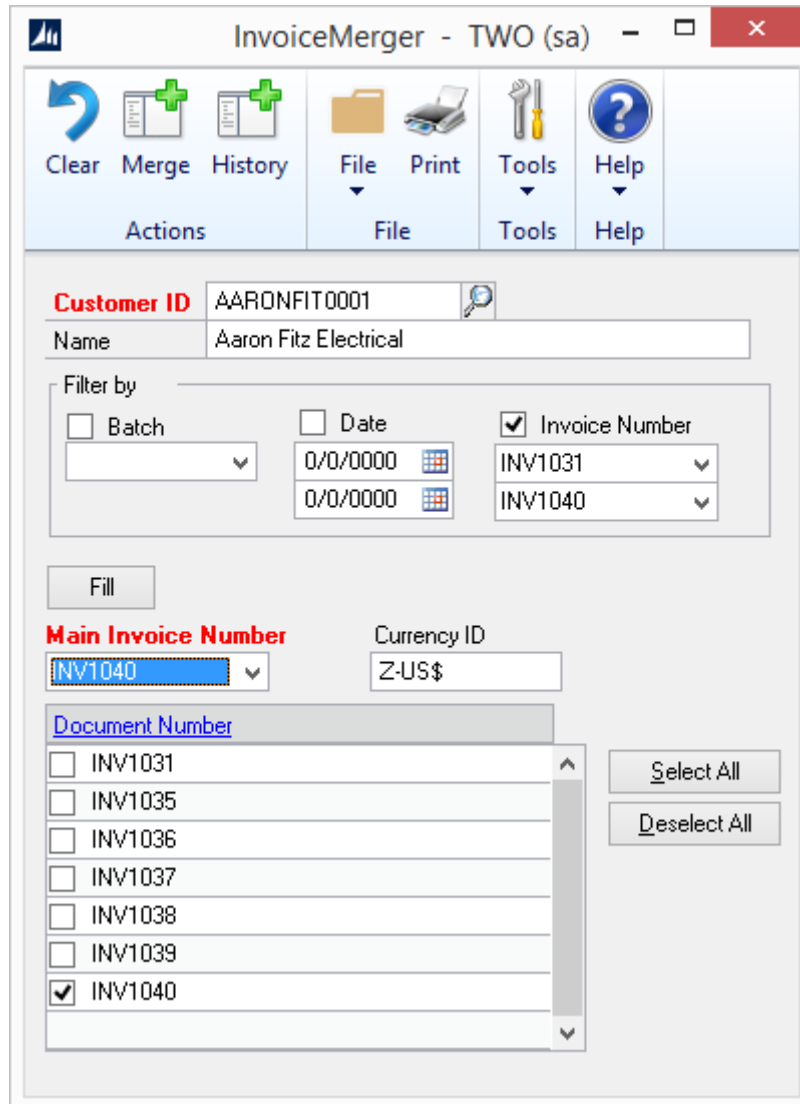 InvoiceMerger - TWO (sa)
Clear Merge History File Print Tools Help
Actions File Tools Help
Customer ID AARONFIT0001
Name Aaron Fitz Electrical
Filter by
Batch Date Invoice Number
0/0/0000 INV1031
0/0/0000 INV1040
Fill
Main Invoice Number Currency ID
INV1040 Z-US$
Document Number
INV1031
Select All
INV1035
Deselect All
INV1036
INV1037
INV1038
INV1039
INV1040